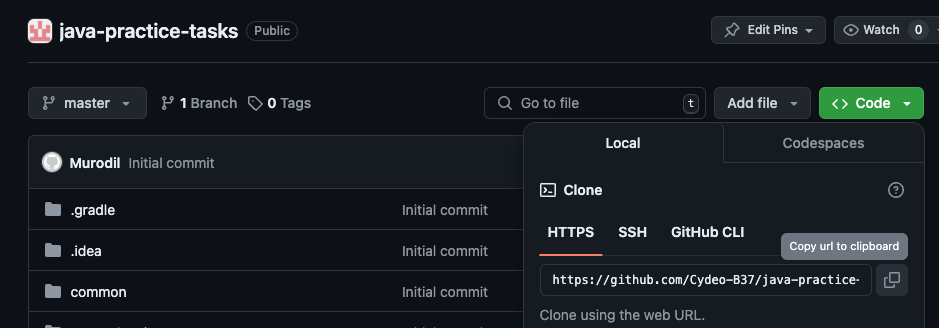 java-practice-tasks Public Edit Pins Watch 0
master 1 Branch 0 Tags Go to file t Add file Code
Local Codespaces
Murodil Initial commit
Clone
.gradle Initial commit
HTTPS SSH GitHub CLI
Copy url to clipboard
.idea Initial commit
https://github.com/Cydeo-B37/java-practice-
common Initial commit
Clone using the web URL.